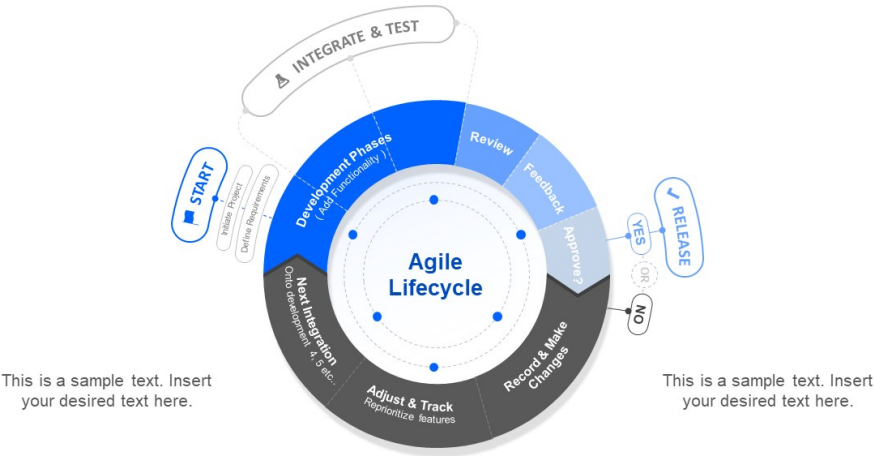 INTEGRATE & TEST
START
Initiate Project
Define Requirements
Development Phases
( Add Functionality )
Review
Feedback
Approve?
YES
OR
NO
RELEASE
Agile
Lifecycle
Record & Make
Changes
Adjust & Track
Reprioritize features
Next Integration
Onto development 4, 5 etc..,
This is a sample text. Insert
your desired text here.
This is a sample text. Insert
your desired text here.